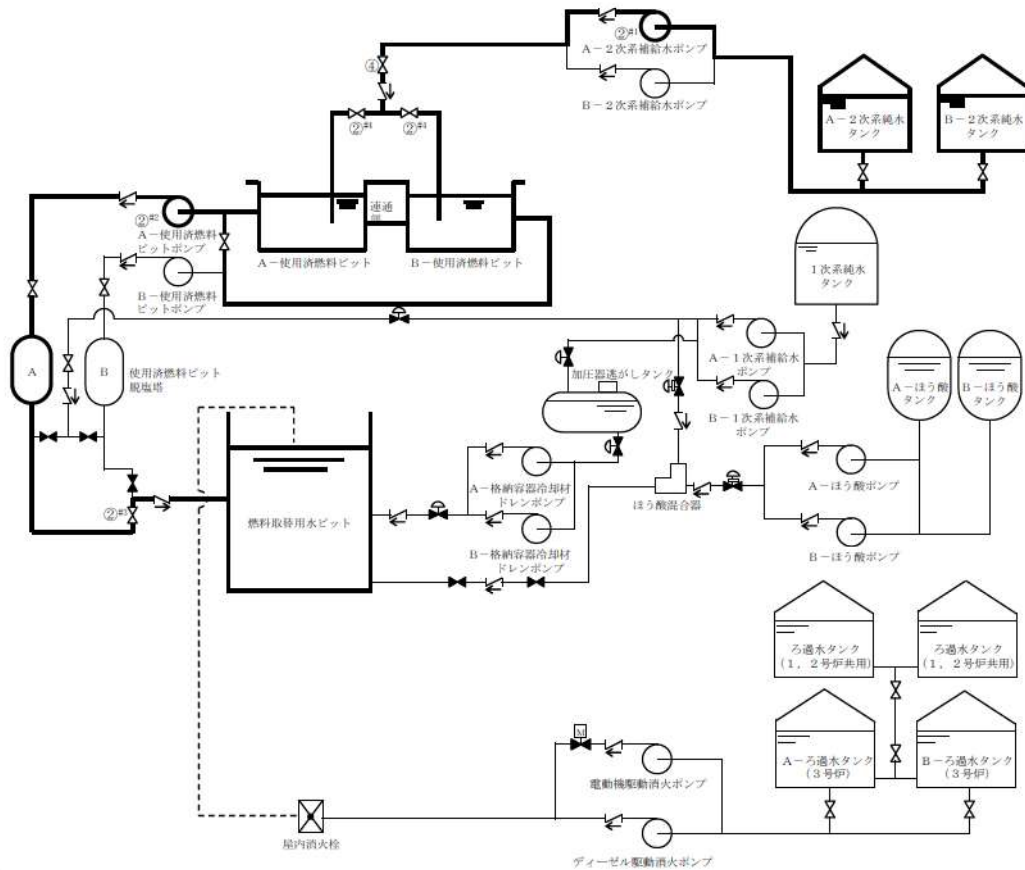 ②#1
A-2次系補給水ポンプ
B-2次系補給水ポンプ
④
②#4
②#4
A-2次系純水
タンク
B-2次系純水
タンク
②#2
A-使用済燃料
ピットポンプ
連通
A-使用済燃料ピット
B-使用済燃料ピット
B-使用済燃料
ピットポンプ
1次系純水
タンク
A
B
使用済燃料ピット
脱塩塔
加圧器逃がしタンク
A-1次系補給水
ポンプ
B-1次系補給水
ポンプ
A-ほう酸
タンク
B-ほう酸
タンク
A-格納容器冷却材
ドレンポンプ
ほう酸混合器
A-ほう酸ポンプ
②#3
燃料取替用水ピット
B-格納容器冷却材
ドレンポンプ
B-ほう酸ポンプ
ろ過水タンク
(1,2号炉共用)
ろ過水タンク
(1,2号炉共用)
M
A-ろ過水タンク
(3号炉)
B-ろ過水タンク
(3号炉)
電動機駆動消火ポンプ
屋内消火栓
ディーゼル駆動消火ポンプ